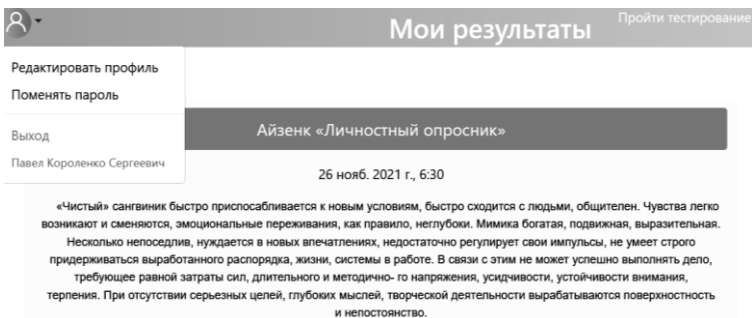 Мои результаты
Пройти тестирование
Редактировать профиль
Поменять пароль
Выход
Павел Короленко Сергеевич
Айзенк «Личностный опросник»
26 нояб. 2021 г., 6:30
«Чистый» сангвиник быстро приспосабливается к новым условиям, быстро сходится с людьми, общителен. Чувства легко
возникают и сменяются, эмоциональные переживания, как правило, неглубоки. Мимика богатая, подвижная, выразительная.
Несколько непоседлив, нуждается в новых впечатлениях, недостаточно регулирует свои импульсы, не умеет строго
придерживаться выработанного распорядка, жизни, системы в работе. В связи с этим не может успешно выполнять дело,
требующее равной затраты сил, длительного и методично- го напряжения, усидчивости, устойчивости внимания,
терпения. При отсутствии серьезных целей, глубоких мыслей, творческой деятельности вырабатываются поверхностность
и непостоянство.